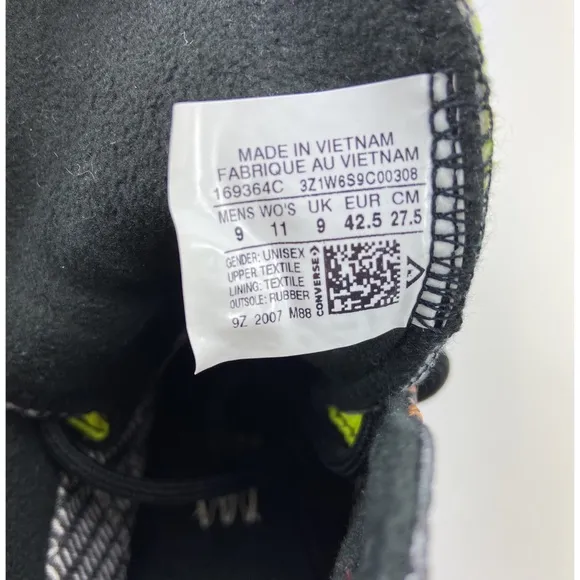 MADE IN VIETNAM
FABRIQUE AU VIETNAM
169364C 3Z1W6S9C00308
MENS WO'S UK EUR CM
9 11 9 42.5 27.5
GENDER: UNISEX
UPPER: TEXTILE
LINING: TEXTILE
OUTSOLE: RUBBER
9Z 2007 M88
CONVERSE